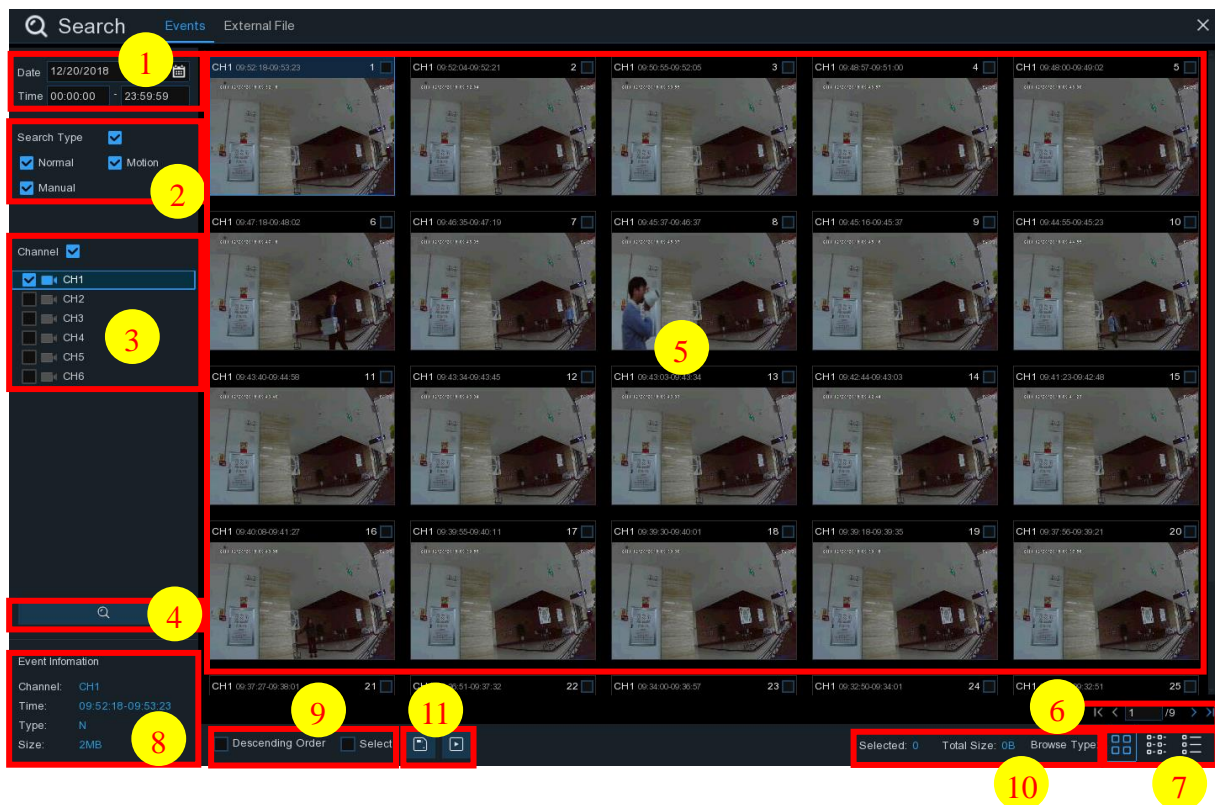 Search Events External File
Date 12/20/2018
Time 00:00:00 - 23:59:59
1
Search Type
Normal Motion
Manual
2
Channel
CH1
CH2
CH3
CH4
CH5
CH6
3
4
Event Infomation
Channel: CH1
Time: 09:52:18-09:53:23
Type: N
Size: 2MB
8
CH1 09:52:18-09:53:23 1
CH1 09:52:04-09:52:21 2
CH1 09:50:55-09:52:05 3
CH1 09:48:57-09:51:00 4
CH1 09:48:00-09:49:02 5
CH1 09:47:18-09:48:02 6
CH1 09:46:35-09:47:19 7
CH1 09:45:37-09:46:37 8
CH1 09:45:16-09:45:37 9
CH1 09:44:55-09:45:23 10
5
CH1 09:43:40-09:44:58 11
CH1 09:43:34-09:43:45 12
CH1 09:43:03-09:43:34 13
CH1 09:42:44-09:43:03 14
CH1 09:41:23-09:42:48 15
CH1 09:40:08-09:41:27 16
CH1 09:39:55-09:40:11 17
CH1 09:39:30-09:40:01 18
CH1 09:39:18-09:39:35 19
CH1 09:37:56-09:39:21 20
CH1 09:37:27-09:38:01 21
22
CH1 09:34:00-09:36:57 23
CH1 09:32:50-09:34:01 24
25
6
1 /9
9
11
Descending Order Select
Selected: 0 Total Size: 0B Browse Type
10
7